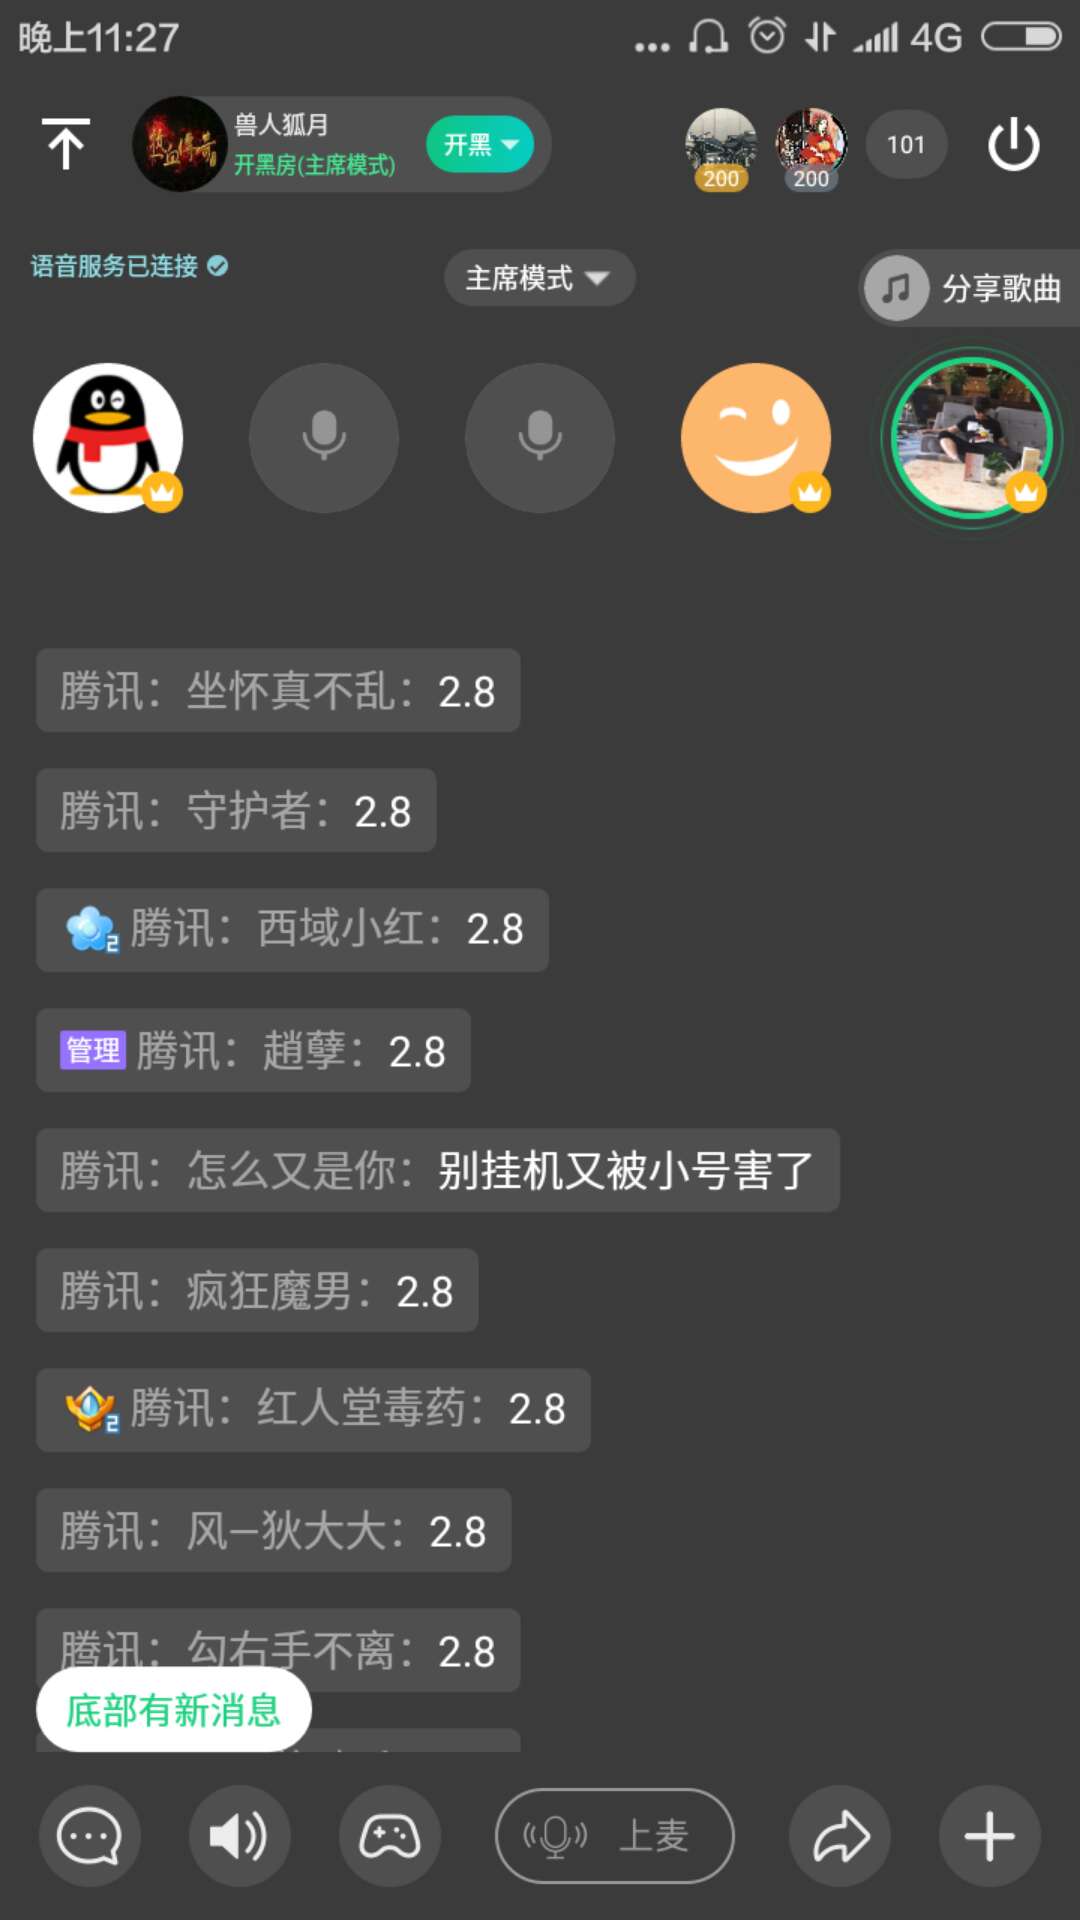 晚上11:27
4G
热血传奇
兽人狐月
开黑房(主席模式)
开黑
200
200
101
语音服务已连接
主席模式
分享歌曲
腾讯：坐怀真不乱：2.8
腾讯：守护者：2.8
2 腾讯：西域小红：2.8
管理 腾讯：趙孽：2.8
腾讯：怎么又是你：别挂机又被小号害了
腾讯：疯狂魔男：2.8
2 腾讯：红人堂毒药：2.8
腾讯：风—狄大大：2.8
腾讯：勾右手不离：2.8
底部有新消息
上麦